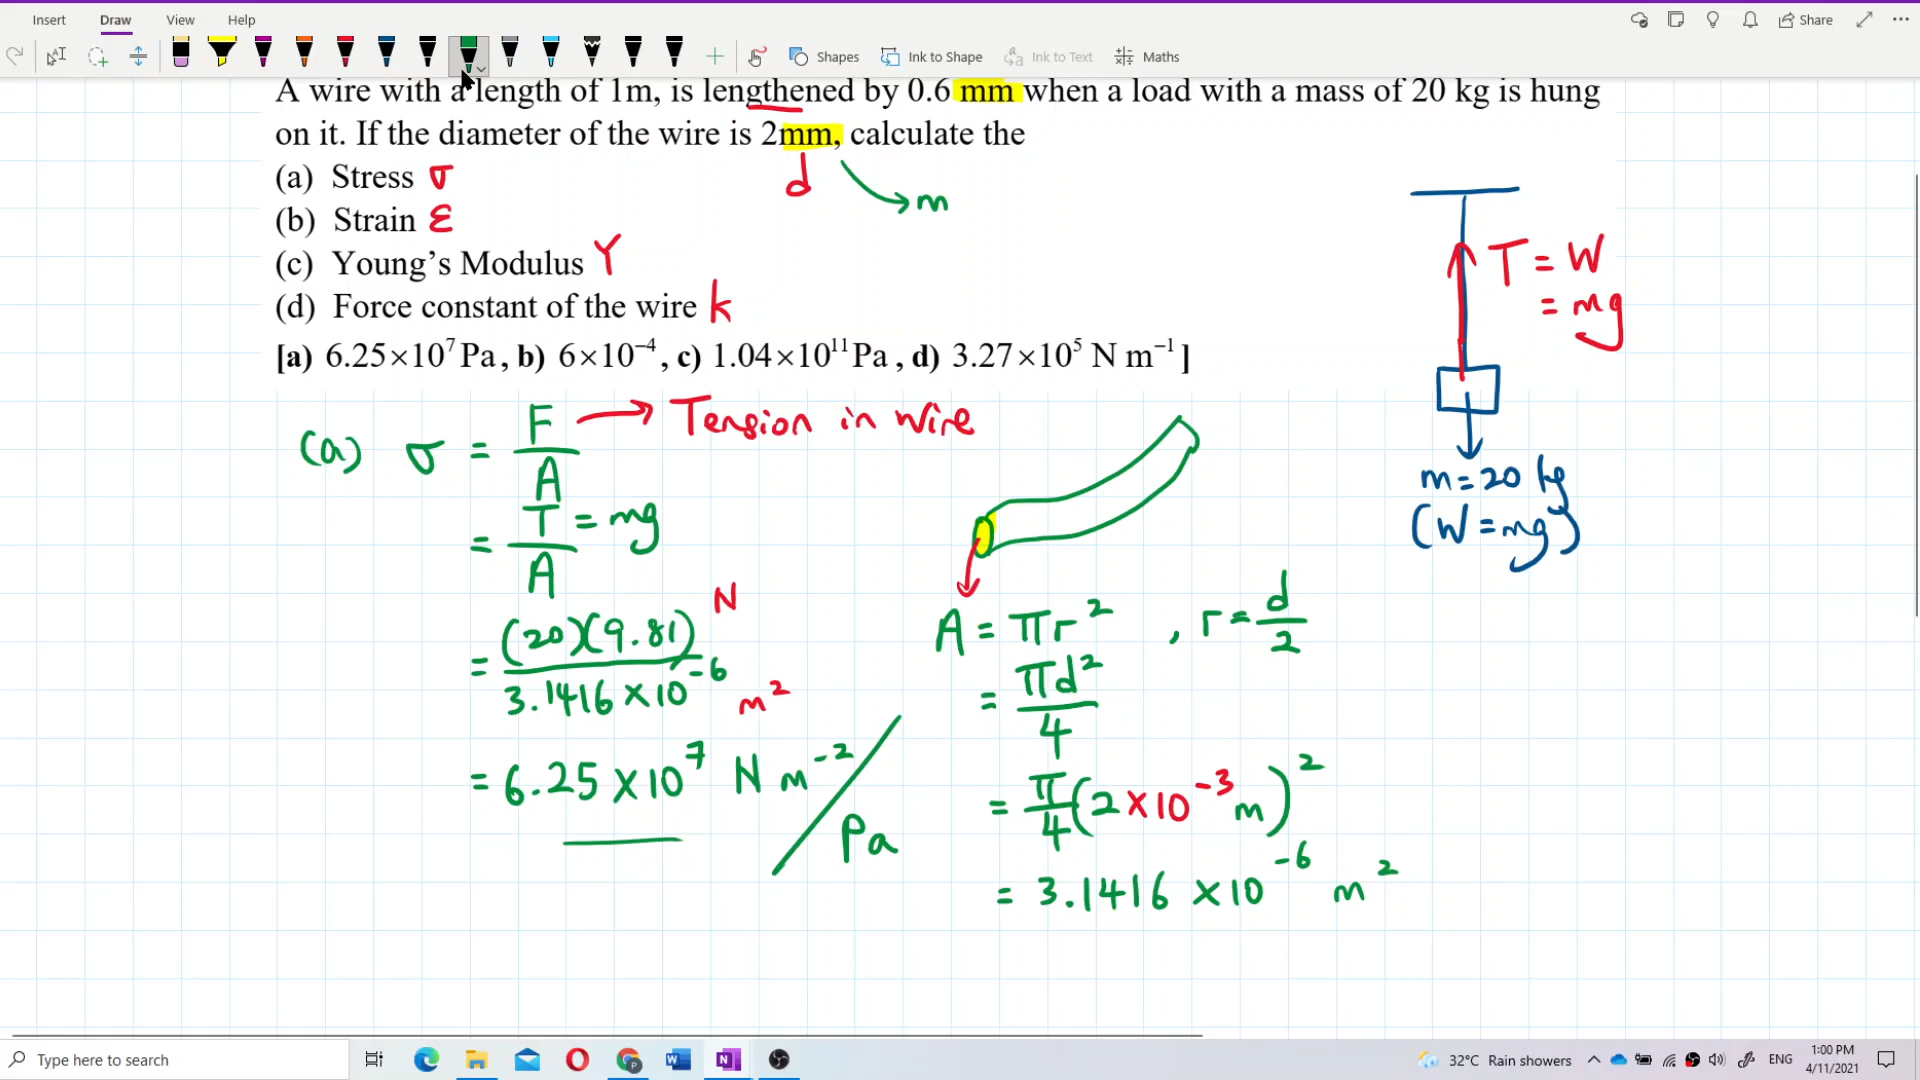 Insert Draw View Help
Share
Shapes Ink to Shape Ink to Text Maths
A wire with a length of 1m, is lengthened by 0.6 mm when a load with a mass of 20 kg is hung
on it. If the diameter of the wire is 2mm, calculate the
(a) Stress σ
d
→ m
(b) Strain ε
(c) Young's Modulus Y
(d) Force constant of the wire k
[a) 6.25×10⁷ Pa, b) 6×10⁻⁴, c) 1.04×10¹¹ Pa, d) 3.27×10⁵ N m⁻¹]
T = W
= mg
m = 20 kg
(W = mg)
(a) σ = F/A → Tension in wire
= T/A = mg
= (20)(9.81) N / 3.1416 × 10⁻⁶ m²
= 6.25 × 10⁷ N m⁻² / Pa
A = πr², r = d/2
= πd²/4
= π/4 (2 × 10⁻³ m)²
= 3.1416 × 10⁻⁶ m²
Type here to search
32°C Rain showers
ENG
1:00 PM
4/11/2021